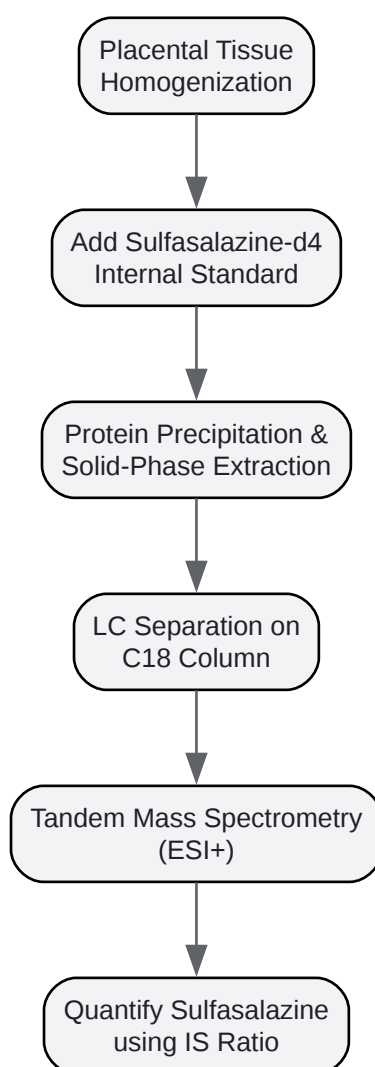 Placental Tissue
Homogenization
Add Sulfasalazine-d4
Internal Standard
Protein Precipitation &
Solid-Phase Extraction
LC Separation on
C18 Column
Tandem Mass Spectrometry
(ESI+)
Quantify Sulfasalazine
using IS Ratio